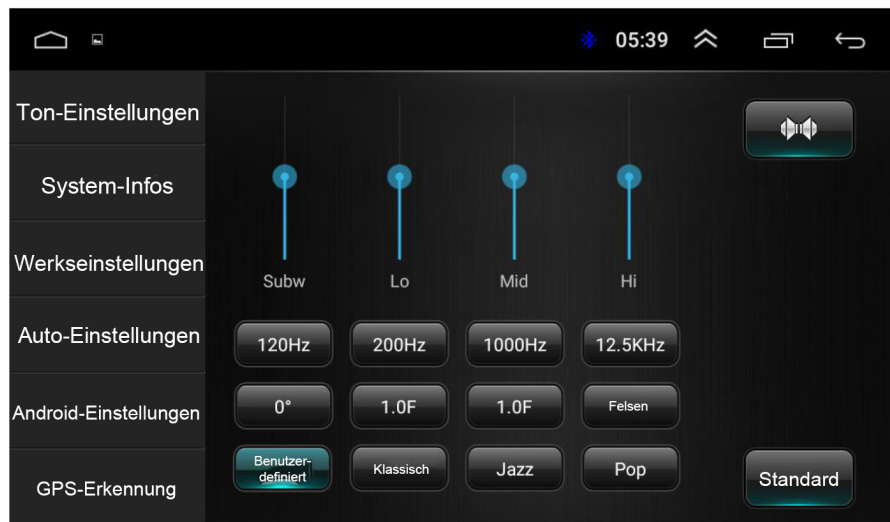 05:39
Ton-Einstellungen
System-Infos
Werkseinstellungen
Auto-Einstellungen
Android-Einstellungen
GPS-Erkennung
Subw Lo Mid Hi
120Hz 200Hz 1000Hz 12.5KHz
0° 1.0F 1.0F Felsen
Benutzer-
definiert
Klassisch Jazz Pop
Standard